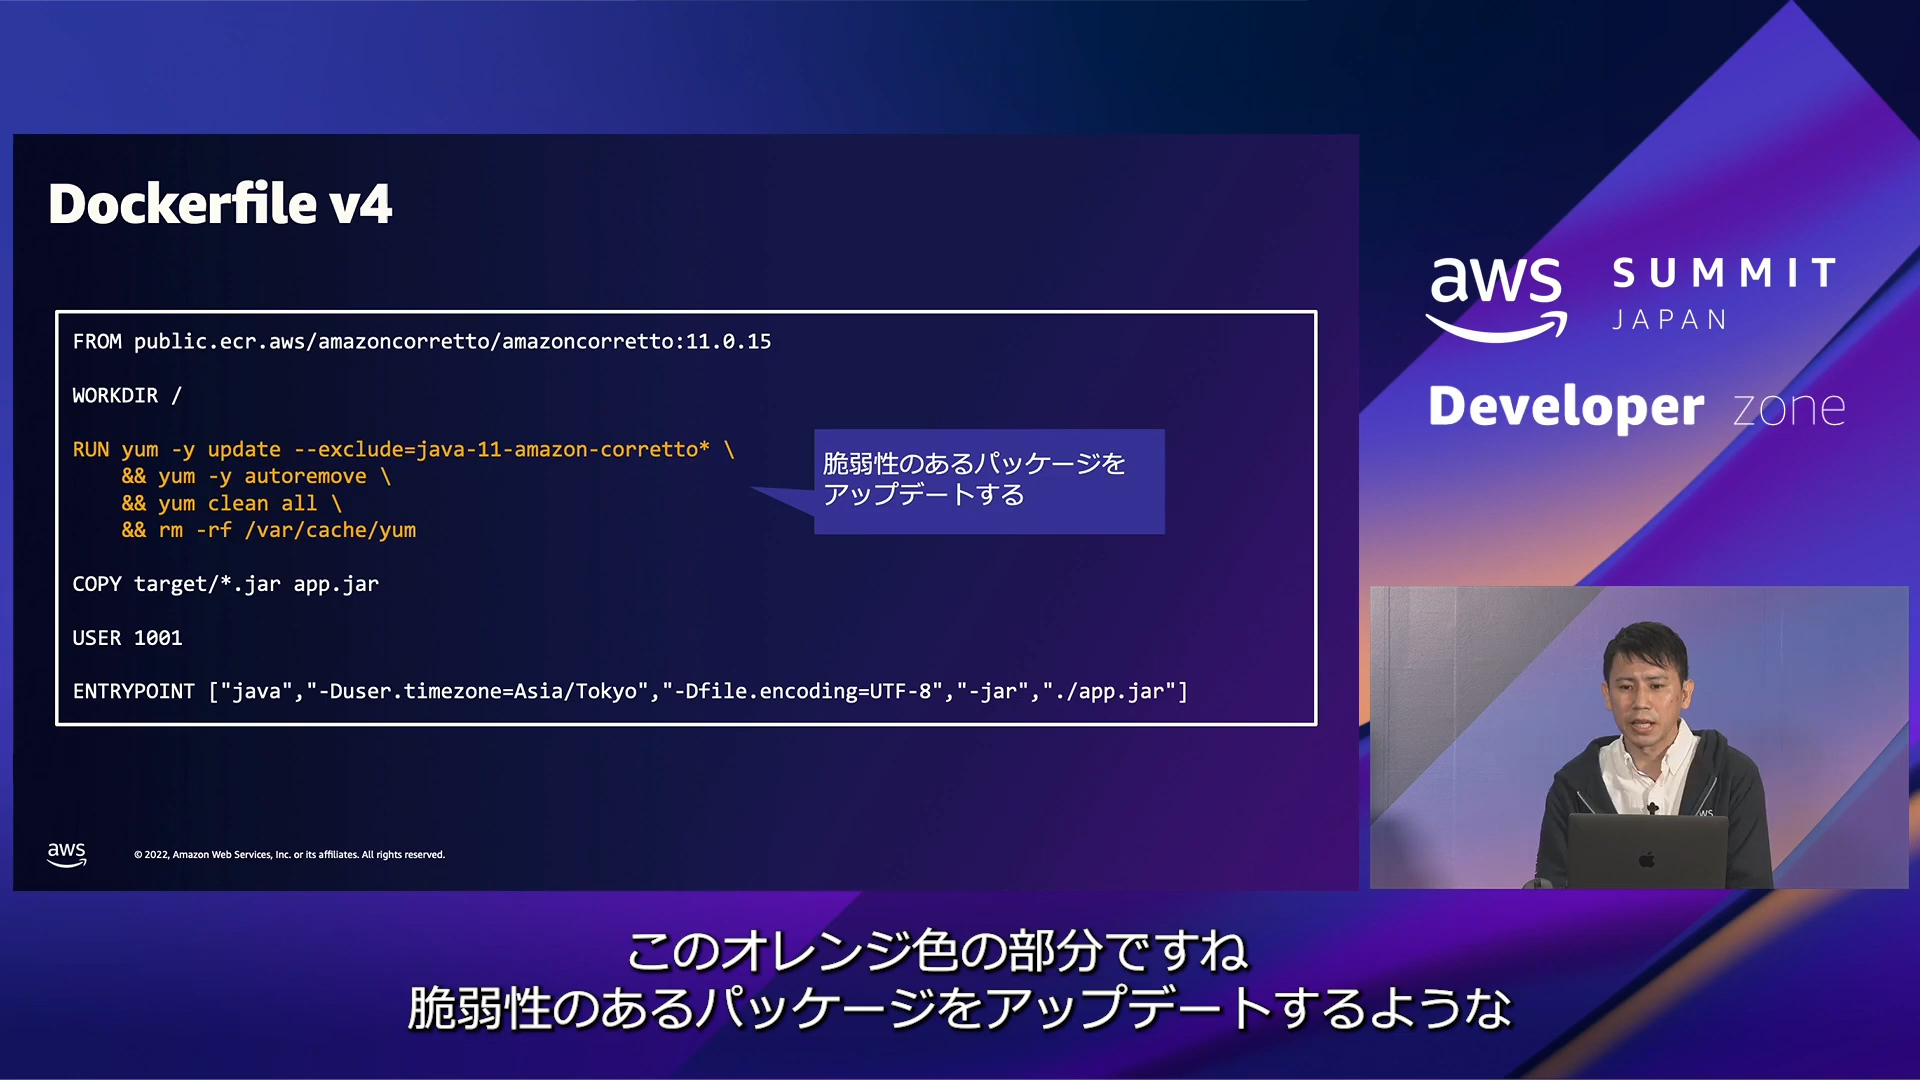 Dockerfile v4
FROM public.ecr.aws/amazoncorretto/amazoncorretto:11.0.15
WORKDIR /
RUN yum -y update --exclude=java-11-amazon-corretto* \
&& yum -y autoremove \
&& yum clean all \
&& rm -rf /var/cache/yum
脆弱性のあるパッケージを
アップデートする
COPY target/*.jar app.jar
USER 1001
ENTRYPOINT ["java","-Duser.timezone=Asia/Tokyo","-Dfile.encoding=UTF-8","-jar","./app.jar"]
aws
© 2022, Amazon Web Services, Inc. or its affiliates. All rights reserved.
aws SUMMIT
JAPAN
Developer zone
ws
このオレンジ色の部分ですね
脆弱性のあるパッケージをアップデートするような